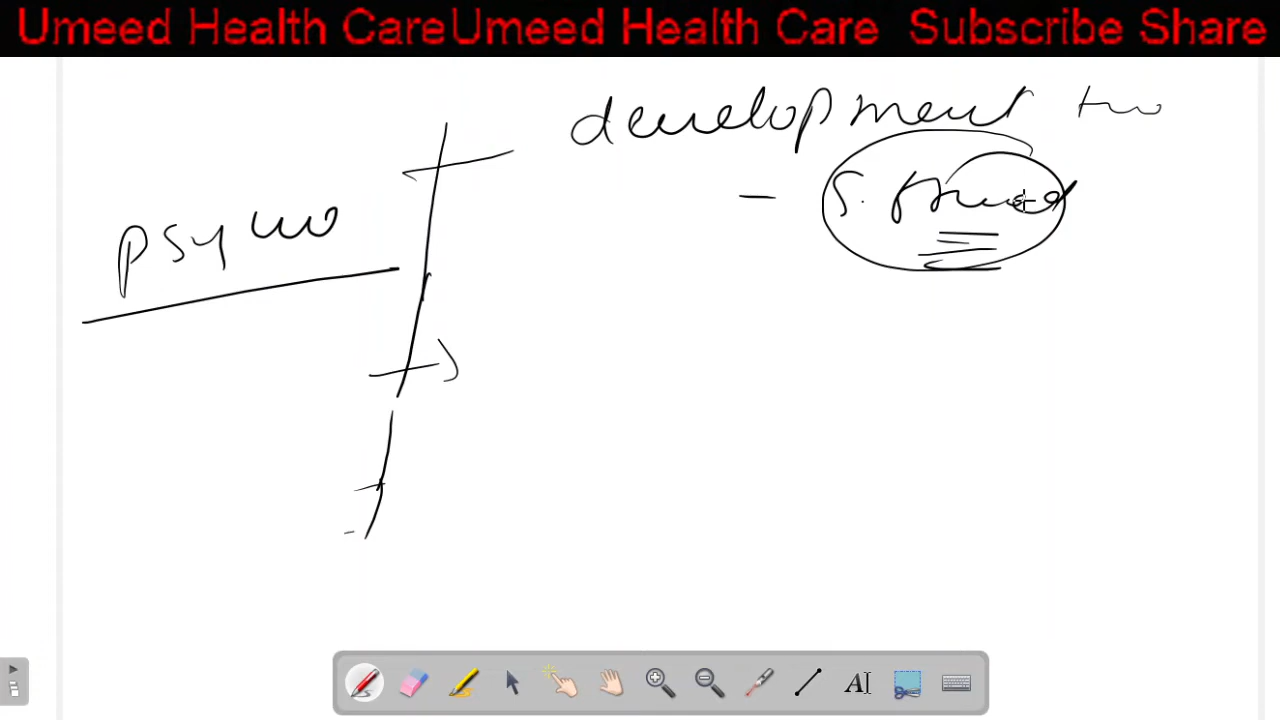 Umeed Health CareUmeed Health Care Subscribe Share
development
- S. Freud
psycho